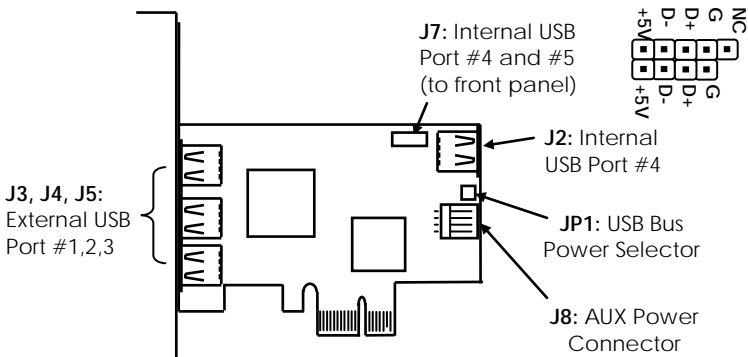 J7: Internal USB
Port #4 and #5
(to front panel)
+5V
D-
D+
G
NC
+5V
D-
D+
G
J2: Internal
USB Port #4
J3, J4, J5:
External USB
Port #1,2,3
JP1: USB Bus
Power Selector
J8: AUX Power
Connector